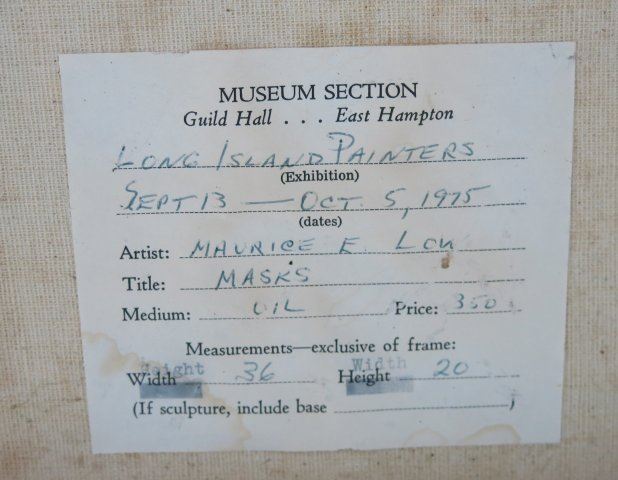 MUSEUM SECTION
Guild Hall . . . East Hampton
LONG ISLAND PAINTERS
(Exhibition)
SEPT 13 — OCT. 5, 1975
(dates)
Artist: MAURICE E.
Title: MASKS
Medium: OIL Price: 350
Measurements—exclusive of frame:
Height Width
Width 36 Height 20
(If sculpture, include base )